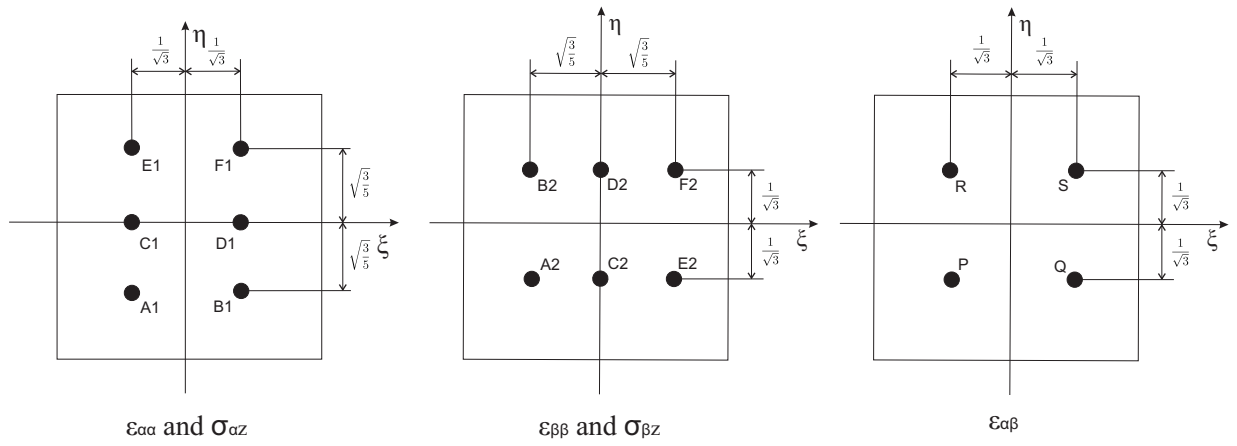 η
1/√3 1/√3
E1 F1
√3/5
ξ
C1 D1
√3/5
A1 B1
εαα and σαz
η
√3/5 √3/5
B2 D2 F2
1/√3
ξ
1/√3
A2 C2 E2
εββ and σβz
η
1/√3 1/√3
R S
1/√3
ξ
1/√3
P Q
εαβ